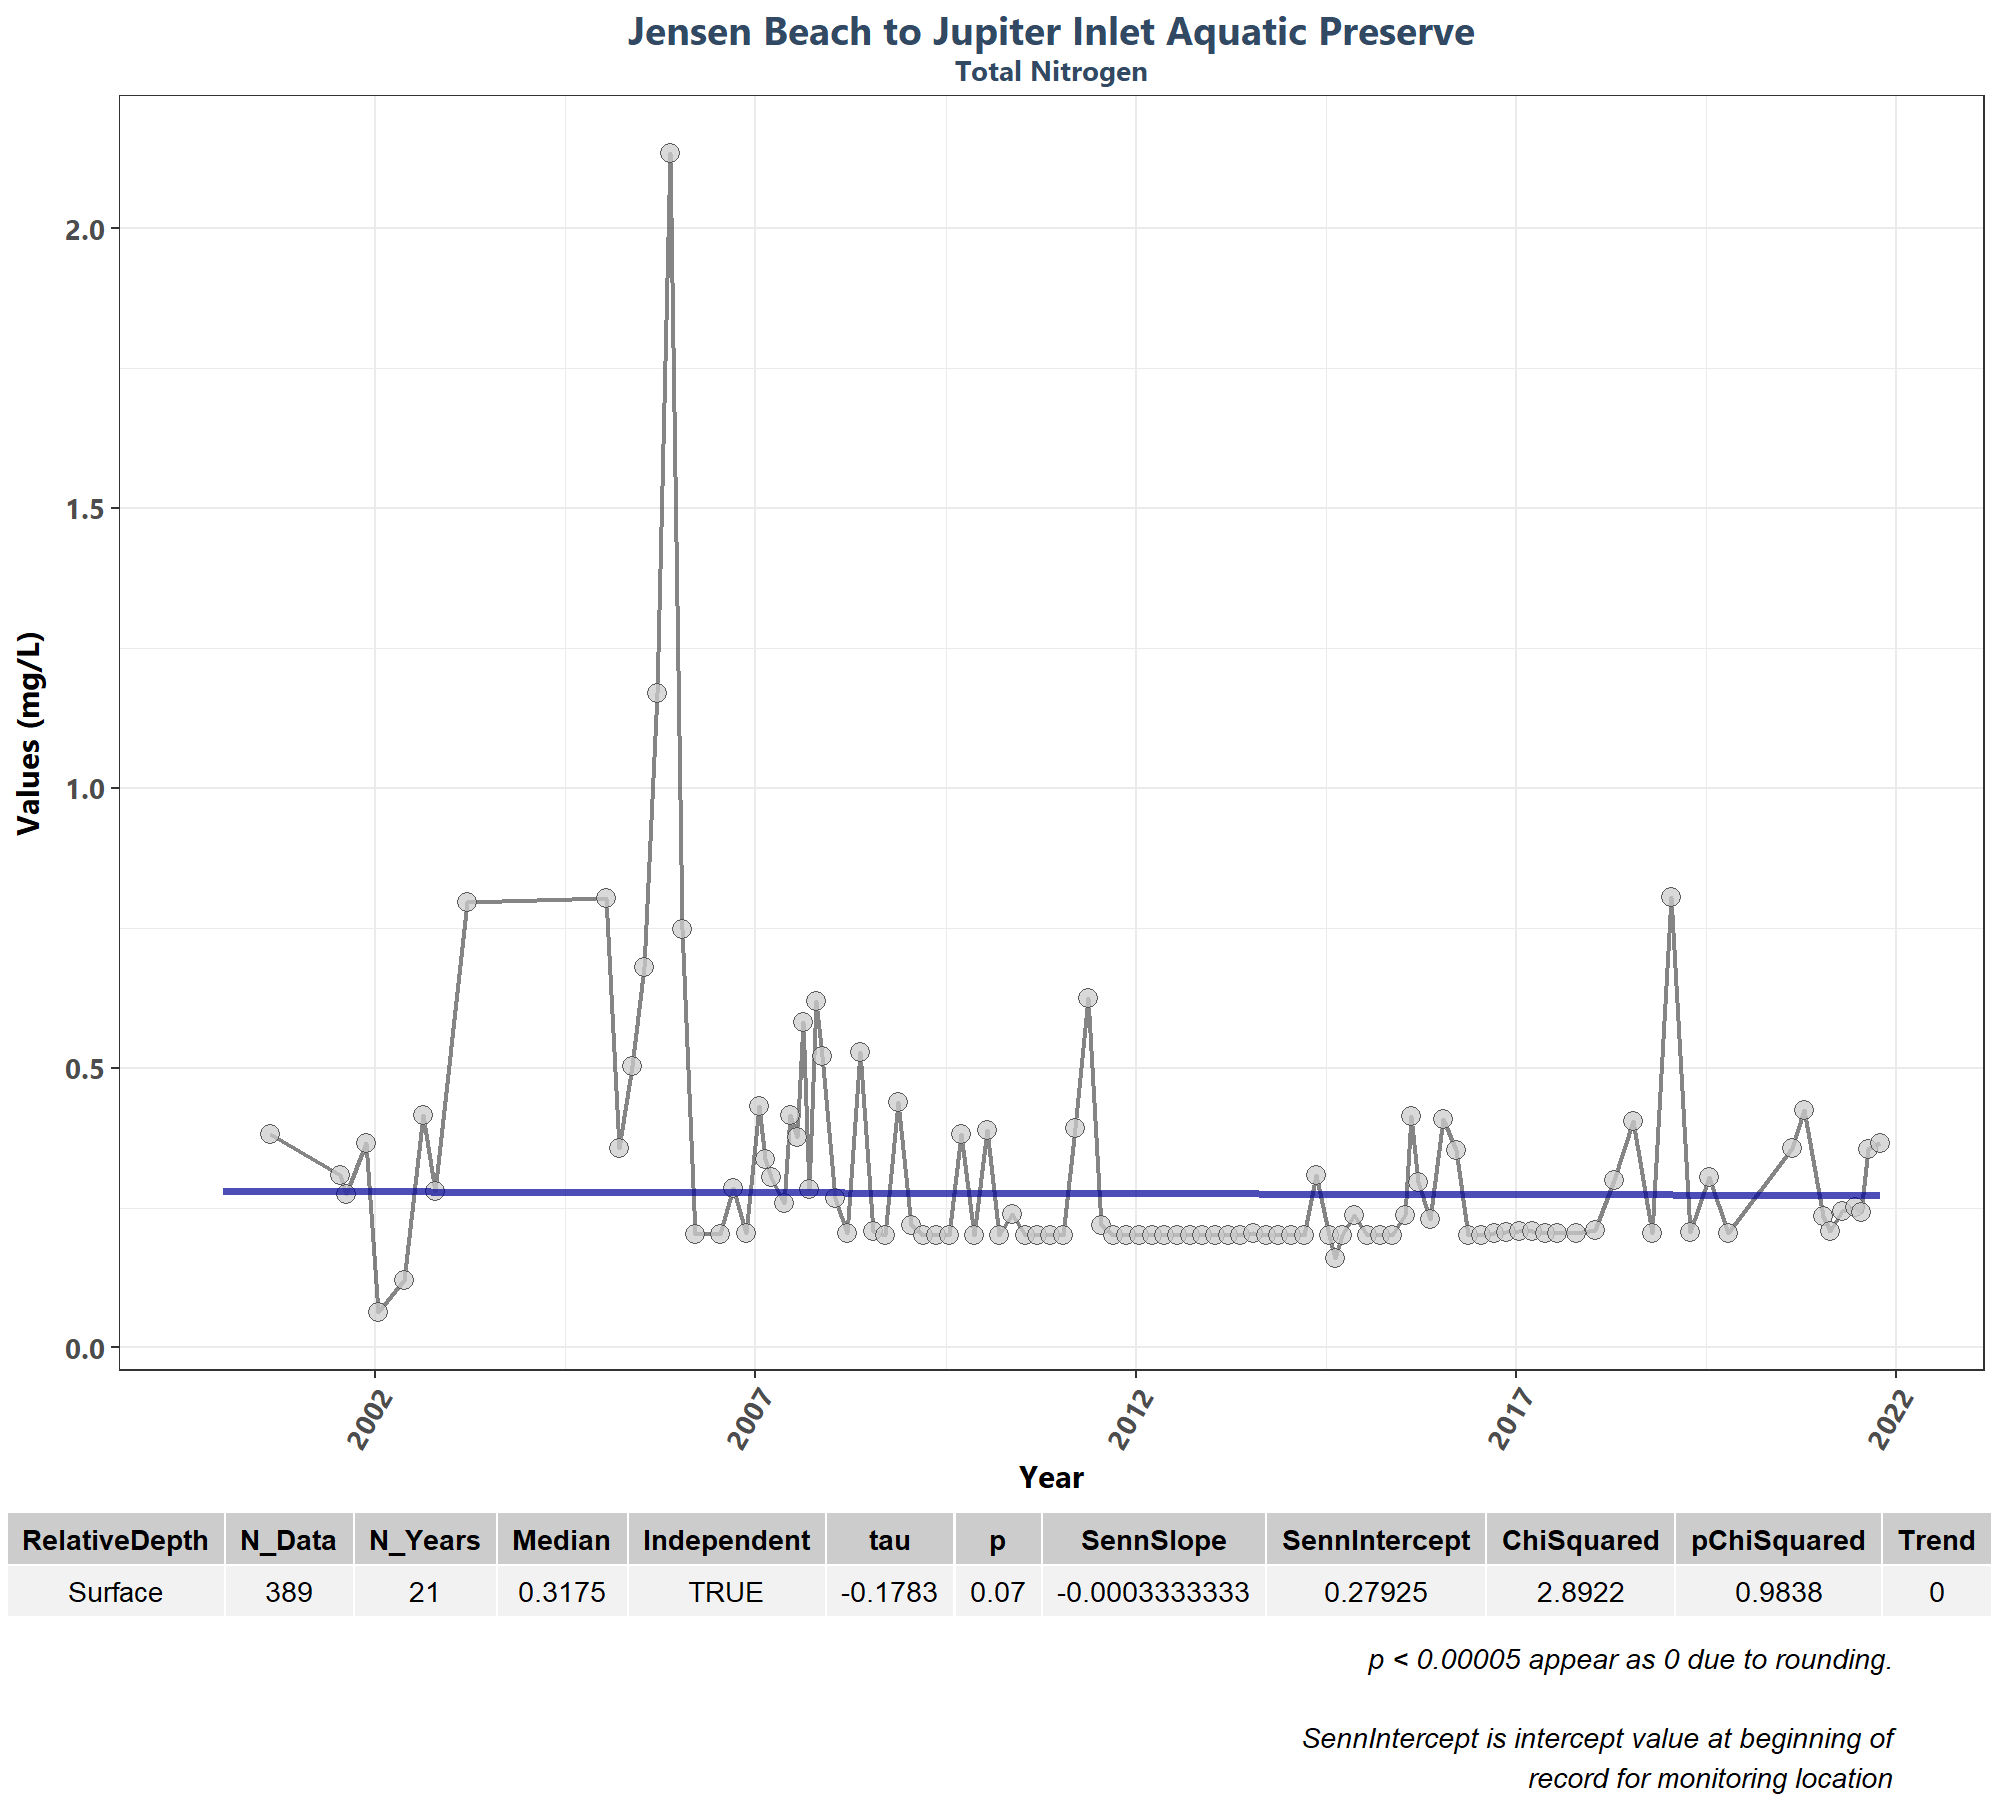 Jensen Beach to Jupiter Inlet Aquatic Preserve
Total Nitrogen
Values (mg/L)
2.0
1.5
1.0
0.5
0.0
2002
2007
2012
2017
2022
Year
RelativeDepth N_Data N_Years Median Independent tau p SennSlope SennIntercept ChiSquared pChiSquared Trend
Surface 389 21 0.3175 TRUE -0.1783 0.07 -0.0003333333 0.27925 2.8922 0.9838 0
p < 0.00005 appear as 0 due to rounding.
SennIntercept is intercept value at beginning of
record for monitoring location